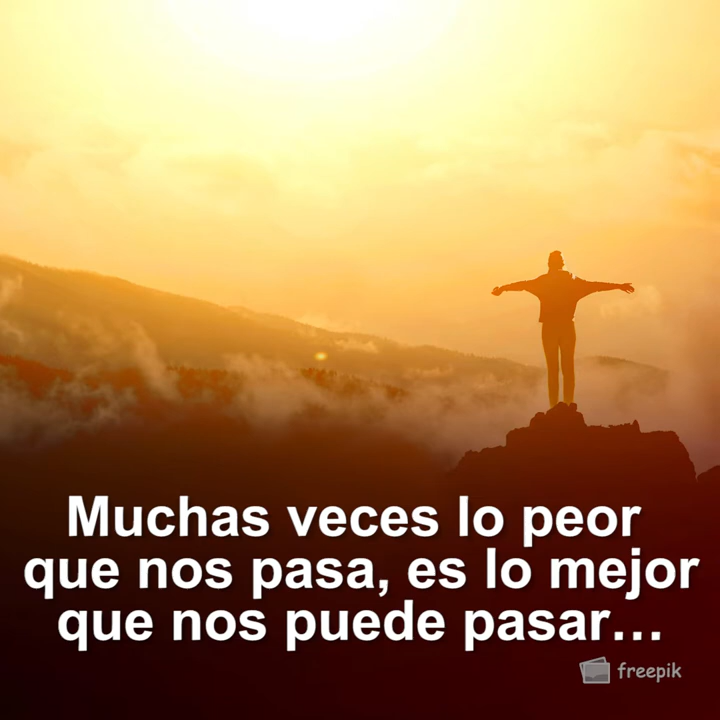 Muchas veces lo peor
que nos pasa, es lo mejor
que nos puede pasar...
freepik